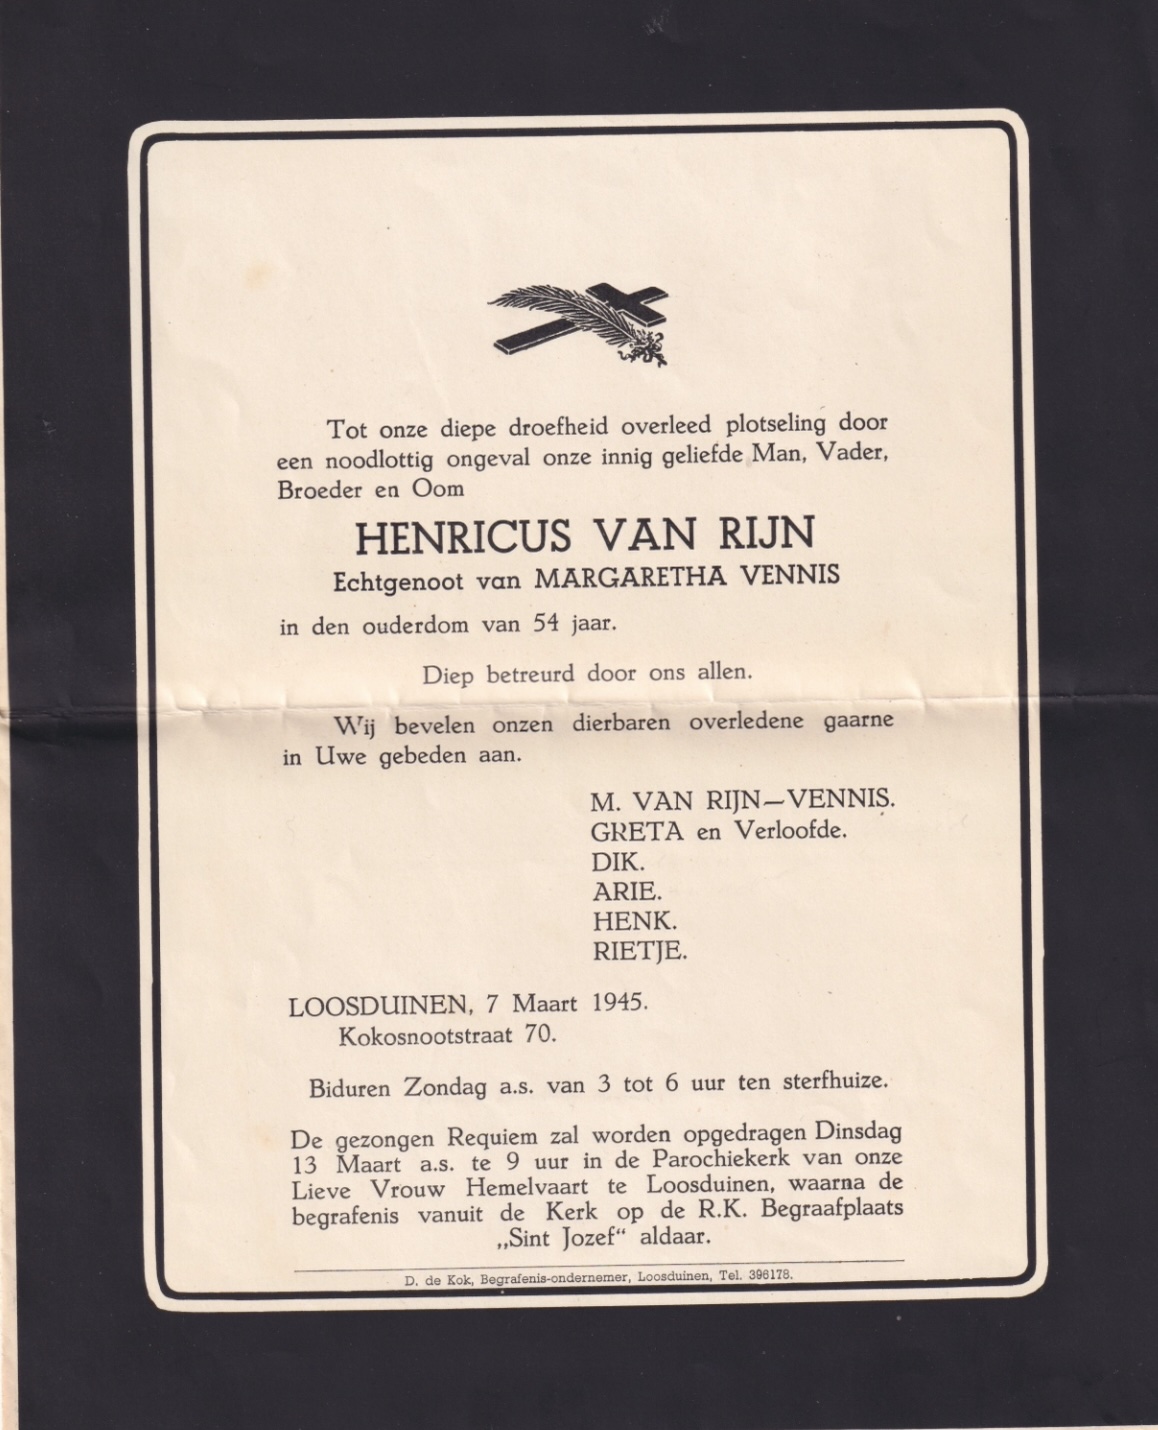 Tot onze diepe droefheid overleed plotseling door
een noodlottig ongeval onze innig geliefde Man, Vader,
Broeder en Oom
HENRICUS VAN RIJN
Echtgenoot van MARGARETHA VENNIS
in den ouderdom van 54 jaar.
Diep betreurd door ons allen.
Wij bevelen onzen dierbaren overledene gaarne
in Uwe gebeden aan.
M. VAN RIJN—VENNIS.
GRETA en Verloofde.
DIK.
ARIE.
HENK.
RIETJE.
LOOSDUINEN, 7 Maart 1945.
Kokosnootstraat 70.
Biduren Zondag a.s. van 3 tot 6 uur ten sterfhuize.
De gezongen Requiem zal worden opgedragen Dinsdag
13 Maart a.s. te 9 uur in de Parochiekerk van onze
Lieve Vrouw Hemelvaart te Loosduinen, waarna de
begrafenis vanuit de Kerk op de R.K. Begraafplaats
„Sint Jozef“ aldaar.
D. de Kok, Begrafenis-ondernemer, Loosduinen, Tel. 396178.